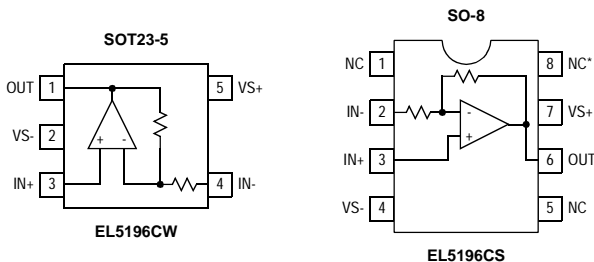 SOT23-5
OUT 1
5 VS+
VS- 2
+ -
IN+ 3
4 IN-
EL5196CW
SO-8
NC 1
8 NC*
IN- 2
-
7 VS+
+
IN+ 3
6 OUT
VS- 4
5 NC
EL5196CS